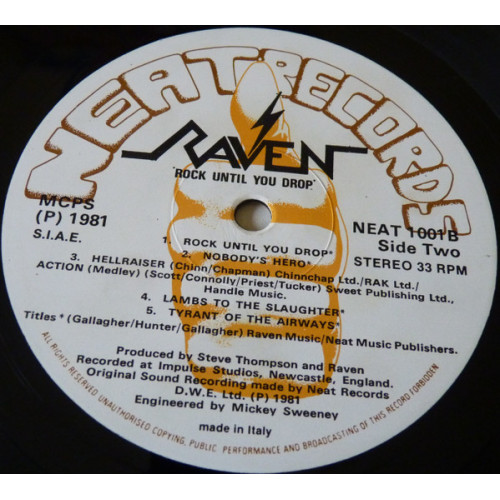 NEAT RECORDS
RAVEN
'ROCK UNTIL YOU DROP'
MCPS
(P) 1981
S.I.A.E.
NEAT 1001B
Side Two
STEREO 33 RPM
1. ROCK UNTIL YOU DROP*
2. NOBODY'S HERO*
3. HELLRAISER (Chinn/Chapman) Chinnchap Ltd./RAK Ltd./
ACTION (Medley) (Scott/Connolly/Priest/Tucker) Sweet Publishing Ltd.,
Handle Music.
4. LAMBS TO THE SLAUGHTER*
5. TYRANT OF THE AIRWAYS*
Titles * (Gallagher/Hunter/Gallagher) Raven Music/Neat Music Publishers.
Produced by Steve Thompson and Raven
Recorded at Impulse Studios, Newcastle, England.
Original Sound Recording made by Neat Records
D.W.E. Ltd. (P) 1981
Engineered by Mickey Sweeney
made in Italy
ALL RIGHTS RESERVED UNAUTHORISED COPYING, PUBLIC PERFORMANCE AND BROADCASTING OF THIS RECORD FORBIDDEN